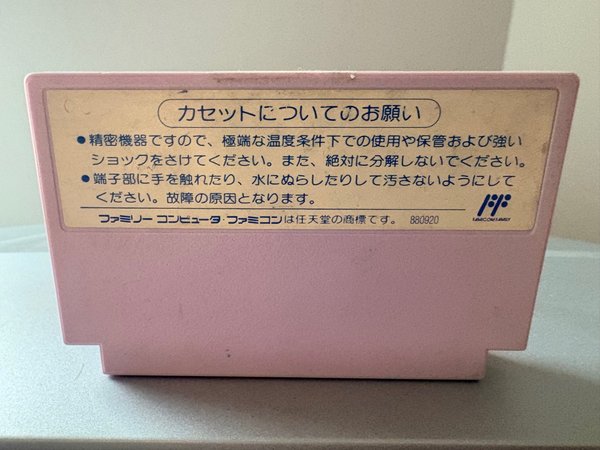 カセットについてのお願い
●精密機器ですので、極端な温度条件下での使用や保管および強い
ショックをさけてください。また、絶対に分解しないでください。
●端子部に手を触れたり、水にぬらしたりして汚さないようにして
ください。故障の原因となります。
ファミリー コンピュータ・ファミコンは任天堂の商標です。 880920
FAMICOM FAMILY